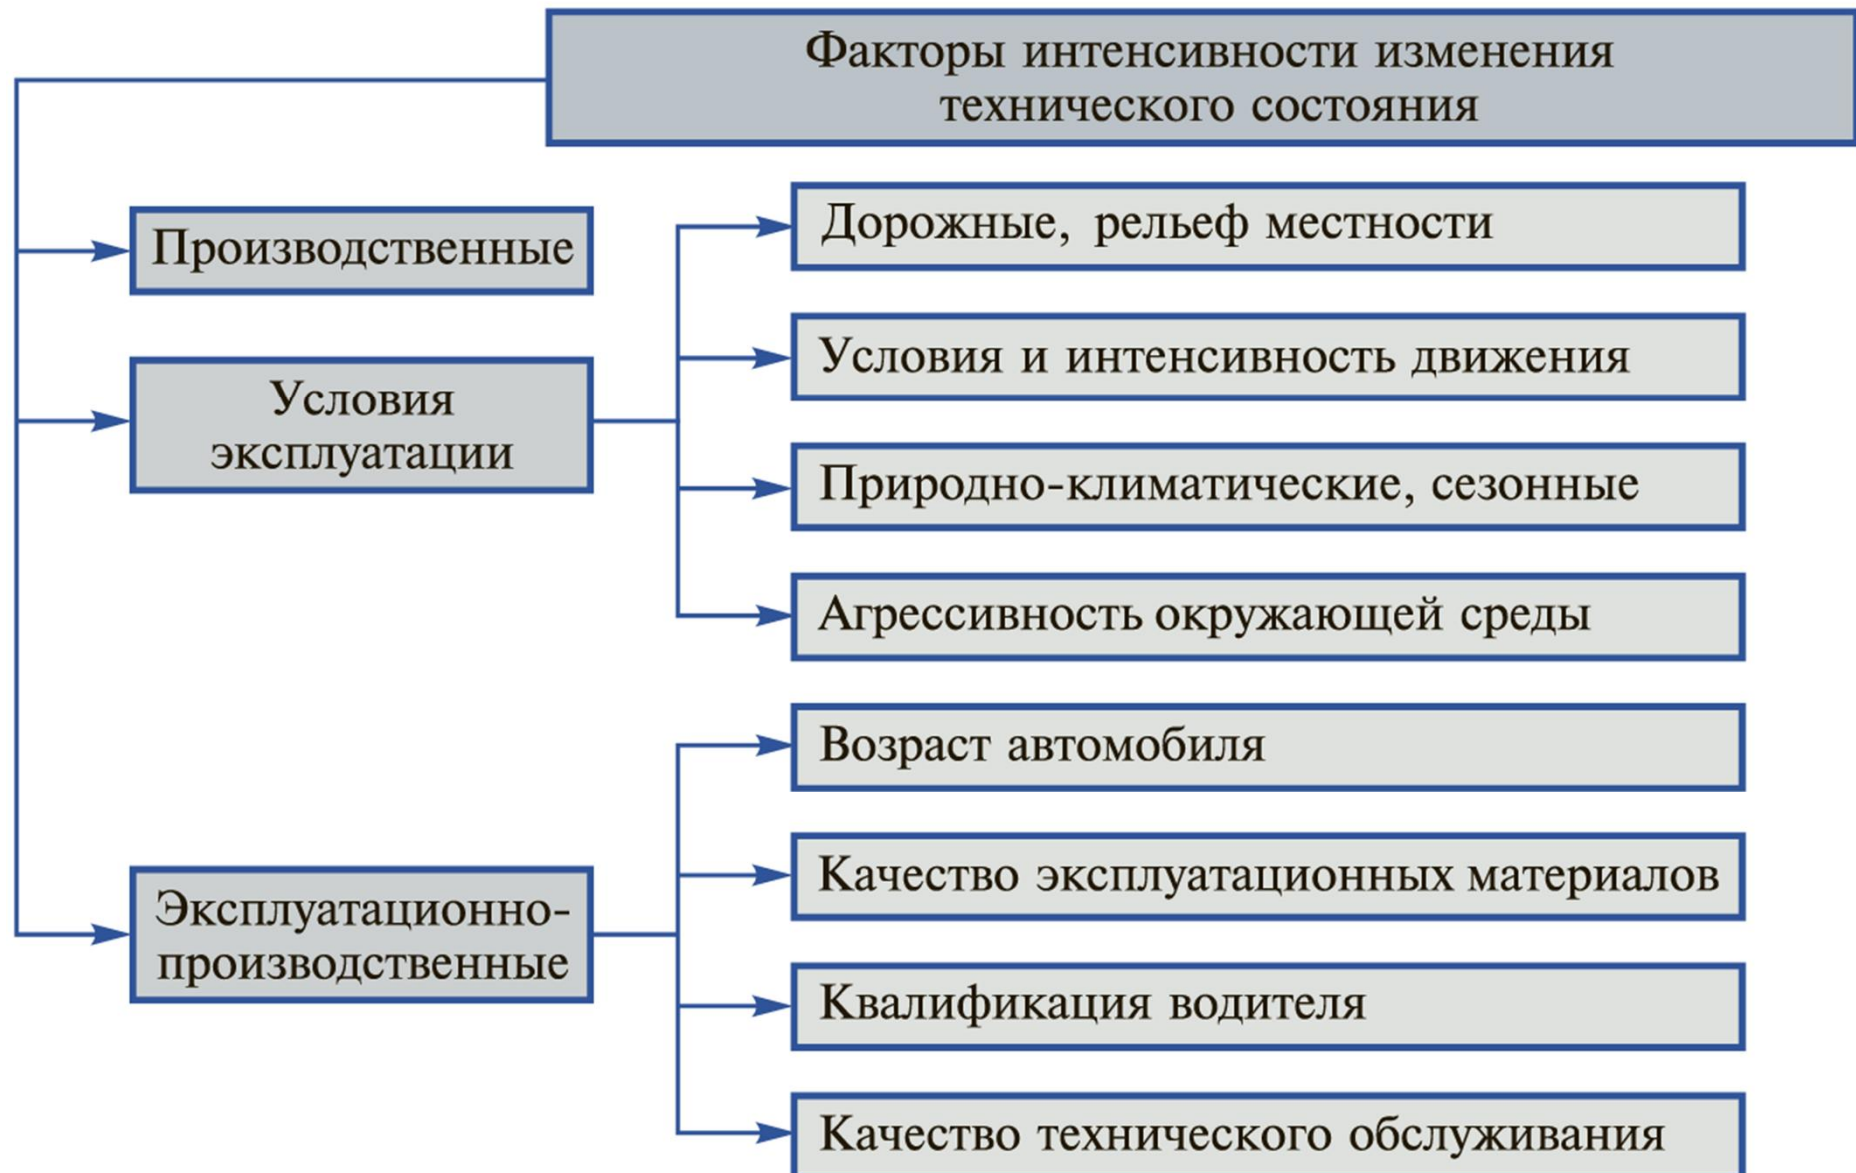 Факторы интенсивности изменения
технического состояния
Производственные
Условия
эксплуатации
Дорожные, рельеф местности
Условия и интенсивность движения
Природно-климатические, сезонные
Агрессивность окружающей среды
Эксплуатационно-
производственные
Возраст автомобиля
Качество эксплуатационных материалов
Квалификация водителя
Качество технического обслуживания